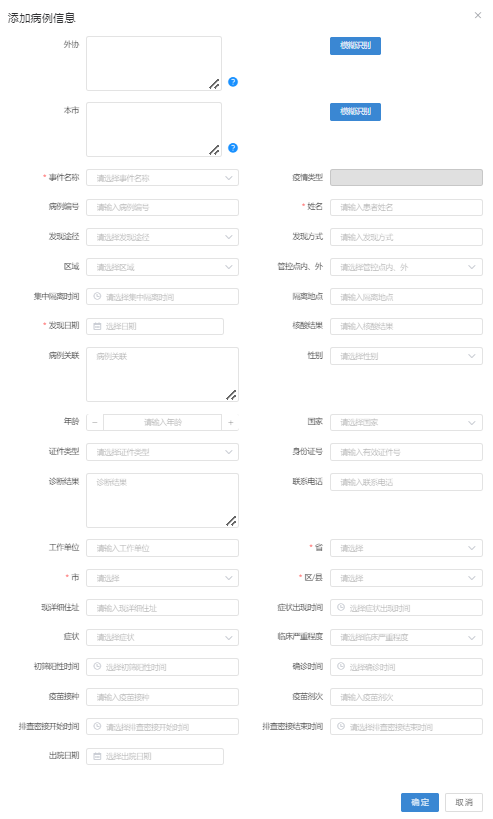 添加病例信息
外协 模糊识别
本市 模糊识别
* 事件名称 请选择事件名称 疫情类型
病例编号 请输入病例编号 * 姓名 请输入患者姓名
发现途径 请选择发现途径 发现方式 请输入发现方式
区域 请选择区域 管控点内、外 请选择管控点内、外
集中隔离时间 请选择集中隔离时间 隔离地点 请输入隔离地点
* 发现日期 选择日期 核酸结果 请输入核酸结果
病例关联 病例关联 性别 请选择性别
年龄 − 请输入年龄 + 国家 请选择国家
证件类型 请选择证件类型 身份证号 请输入有效证件号
诊断结果 诊断结果 联系电话 请输入联系电话
工作单位 请输入工作单位 * 省 请选择
* 市 请选择 * 区/县 请选择
现详细住址 请输入现详细住址 症状出现时间 选择症状出现时间
症状 请选择症状 临床严重程度 请选择临床严重程度
初筛阳性时间 选择初筛阳性时间 确诊时间 选择确诊时间
疫苗接种 请输入疫苗接种 疫苗剂次 请输入疫苗剂次
排查密接开始时间 请选择排查密接开始时间 排查密接结束时间 请选择排查密接结束时间
出院日期 选择出院日期
确定 取消